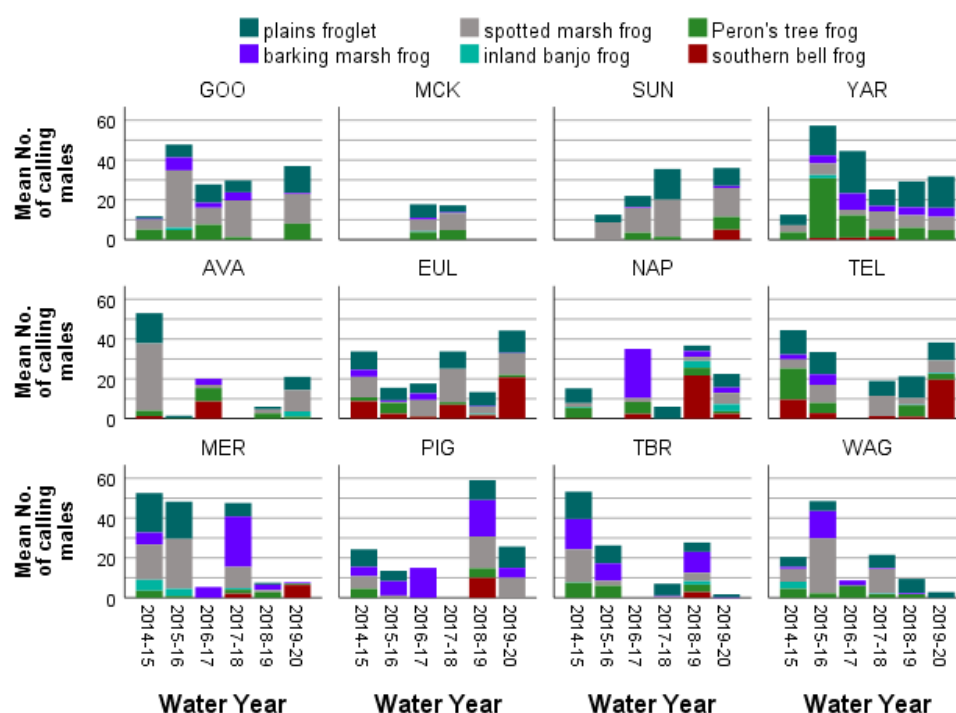 plains froglet spotted marsh frog Peron's tree frog
barking marsh frog inland banjo frog southern bell frog
GOO MCK SUN YAR
Mean No. of calling males
60
40
20
0
AVA EUL NAP TEL
Mean No. of calling males
60
40
20
0
MER PIG TBR WAG
Mean No. of calling males
60
40
20
0
2014-15 2015-16 2016-17 2017-18 2018-19 2019-20 2014-15 2015-16 2016-17 2017-18 2018-19 2019-20 2014-15 2015-16 2016-17 2017-18 2018-19 2019-20 2014-15 2015-16 2016-17 2017-18 2018-19 2019-20
Water Year Water Year Water Year Water Year